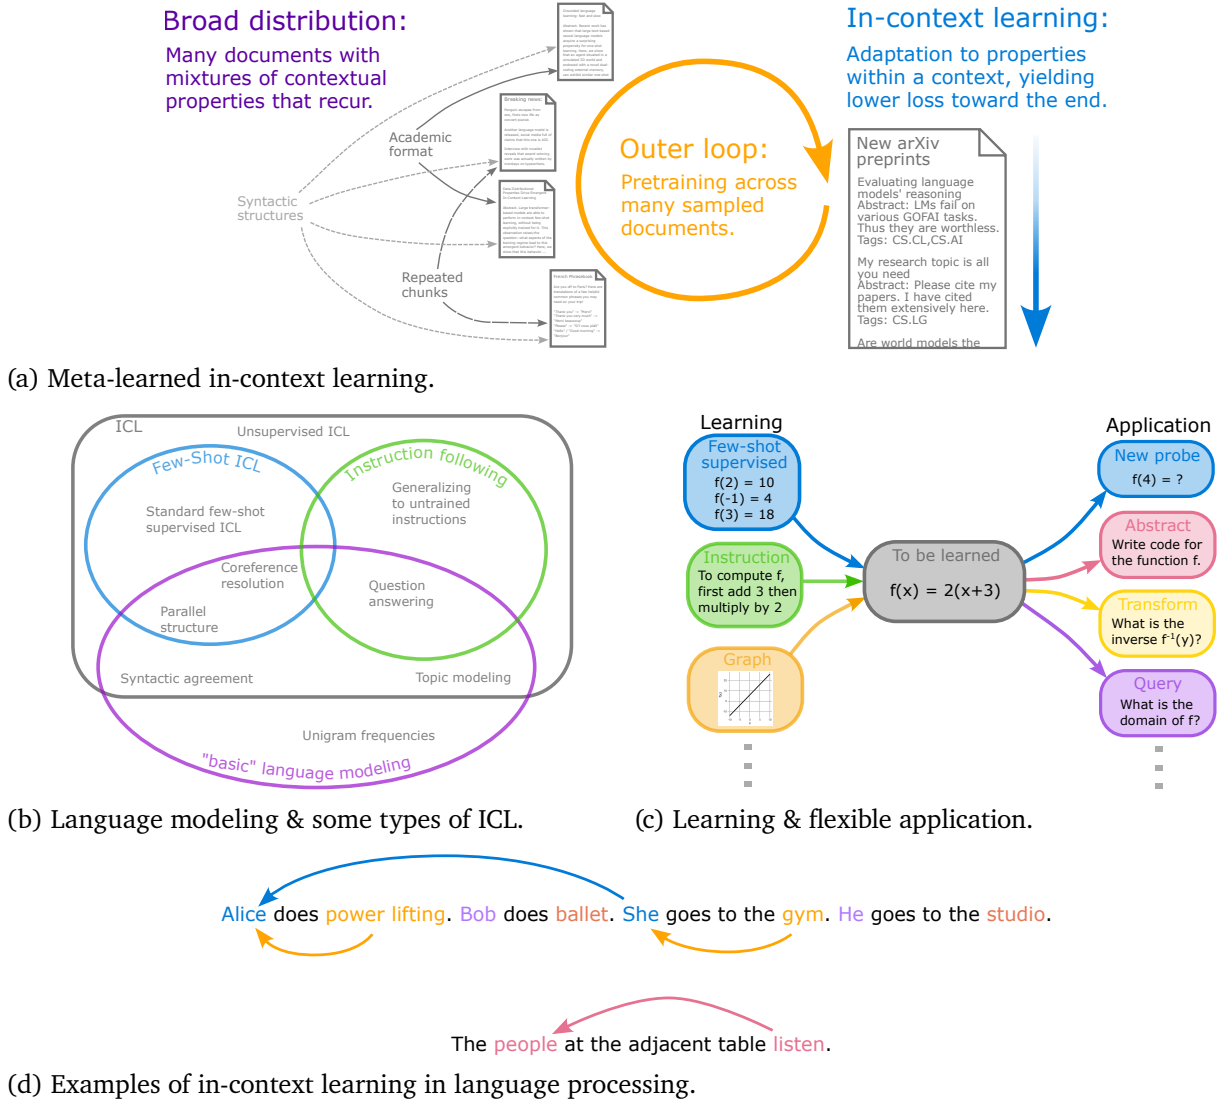 Broad distribution:
Many documents with
mixtures of contextual
properties that recur.
Syntactic
structures
Academic
format
Repeated
chunks
Breaking news:
French Phrasebook
Outer loop:
Pretraining across
many sampled
documents.
In-context learning:
Adaptation to properties
within a context, yielding
lower loss toward the end.
New arXiv
preprints
Evaluating language
models' reasoning
Abstract: LMs fail on
various GOFAI tasks.
Thus they are worthless.
Tags: CS.CL,CS.AI
My research topic is all
you need
Abstract: Please cite my
papers. I have cited
them extensively here.
Tags: CS.LG
Are world models the
(a) Meta-learned in-context learning.
ICL
Unsupervised ICL
Few-Shot ICL
Instruction following
Standard few-shot
supervised ICL
Generalizing
to untrained
instructions
Coreference
resolution
Question
answering
Parallel
structure
Syntactic agreement
Topic modeling
Unigram frequencies
"basic" language modeling
(b) Language modeling & some types of ICL.
Learning
Few-shot
supervised
f(2) = 10
f(-1) = 4
f(3) = 18
Instruction
To compute f,
first add 3 then
multiply by 2
Graph
To be learned
f(x) = 2(x+3)
Application
New probe
f(4) = ?
Abstract
Write code for
the function f.
Transform
What is the
inverse f⁻¹(y)?
Query
What is the
domain of f?
(c) Learning & flexible application.
Alice does power lifting. Bob does ballet. She goes to the gym. He goes to the studio.
The people at the adjacent table listen.
(d) Examples of in-context learning in language processing.